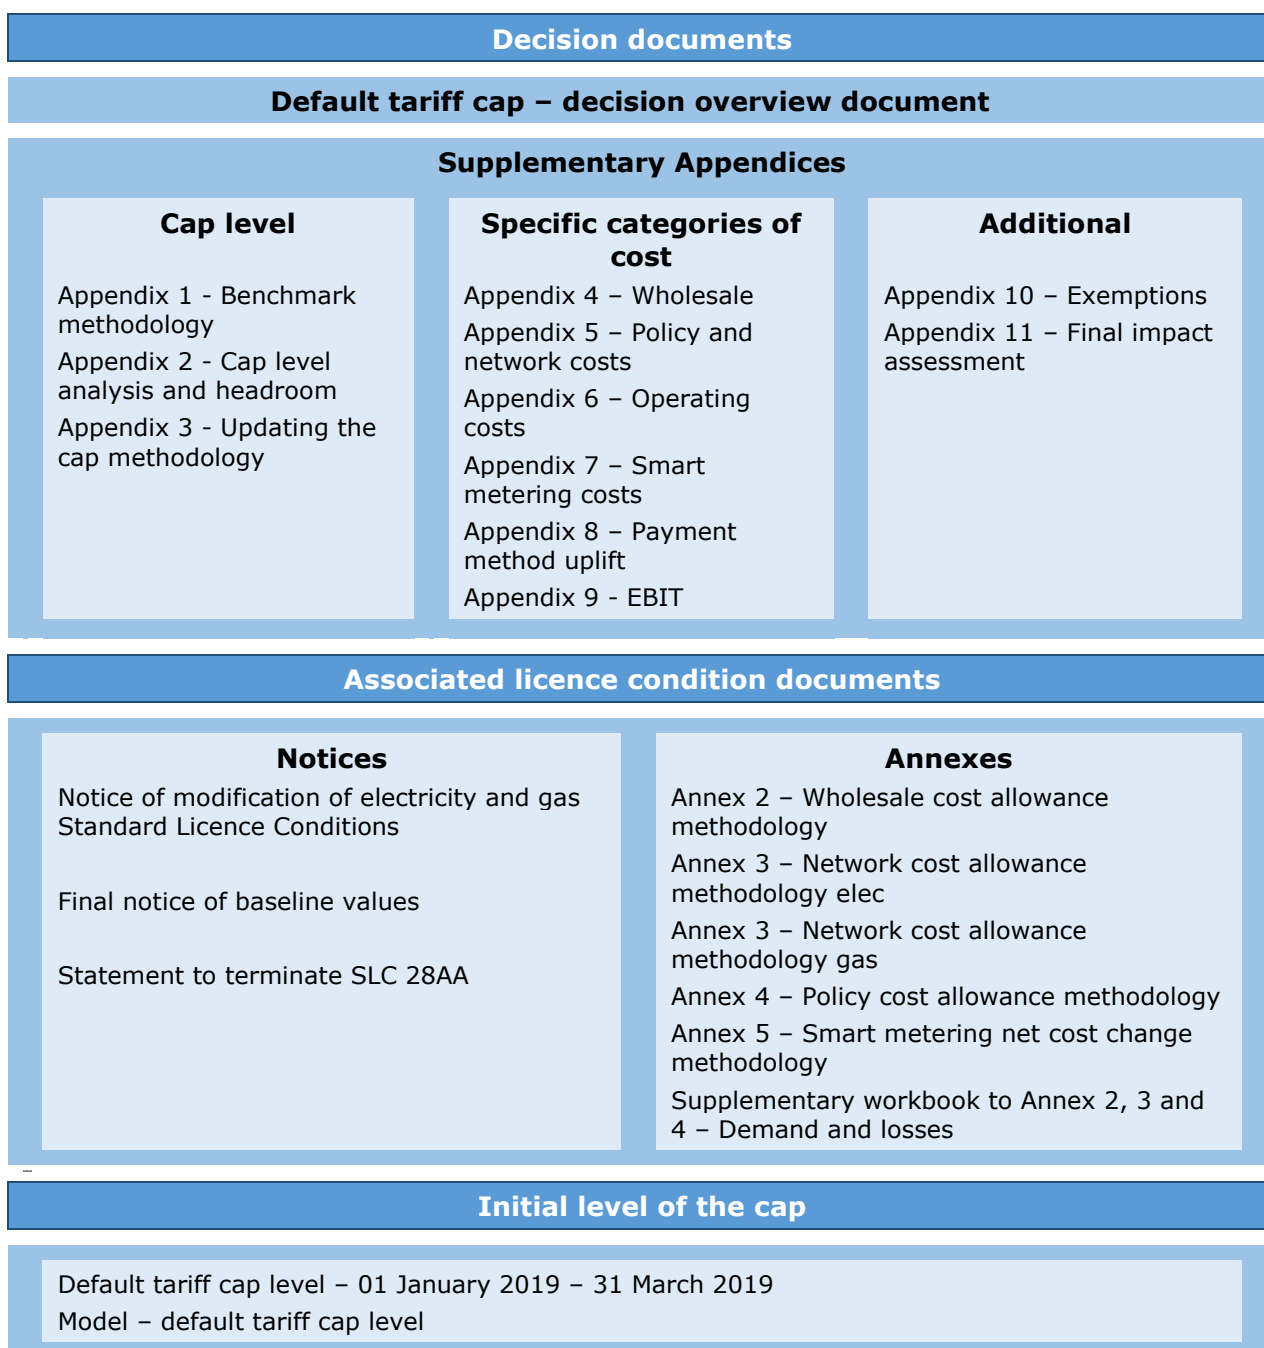 Decision documents
Default tariff cap – decision overview document
Supplementary Appendices
Cap level
Appendix 1 - Benchmark
methodology
Appendix 2 - Cap level
analysis and headroom
Appendix 3 - Updating the
cap methodology
Specific categories of
cost
Appendix 4 – Wholesale
Appendix 5 – Policy and
network costs
Appendix 6 – Operating
costs
Appendix 7 – Smart
metering costs
Appendix 8 – Payment
method uplift
Appendix 9 - EBIT
Additional
Appendix 10 – Exemptions
Appendix 11 – Final impact
assessment
Associated licence condition documents
Notices
Notice of modification of electricity and gas
Standard Licence Conditions
Final notice of baseline values
Statement to terminate SLC 28AA
Annexes
Annex 2 – Wholesale cost allowance
methodology
Annex 3 – Network cost allowance
methodology elec
Annex 3 – Network cost allowance
methodology gas
Annex 4 – Policy cost allowance methodology
Annex 5 – Smart metering net cost change
methodology
Supplementary workbook to Annex 2, 3 and
4 – Demand and losses
Initial level of the cap
Default tariff cap level – 01 January 2019 – 31 March 2019
Model – default tariff cap level